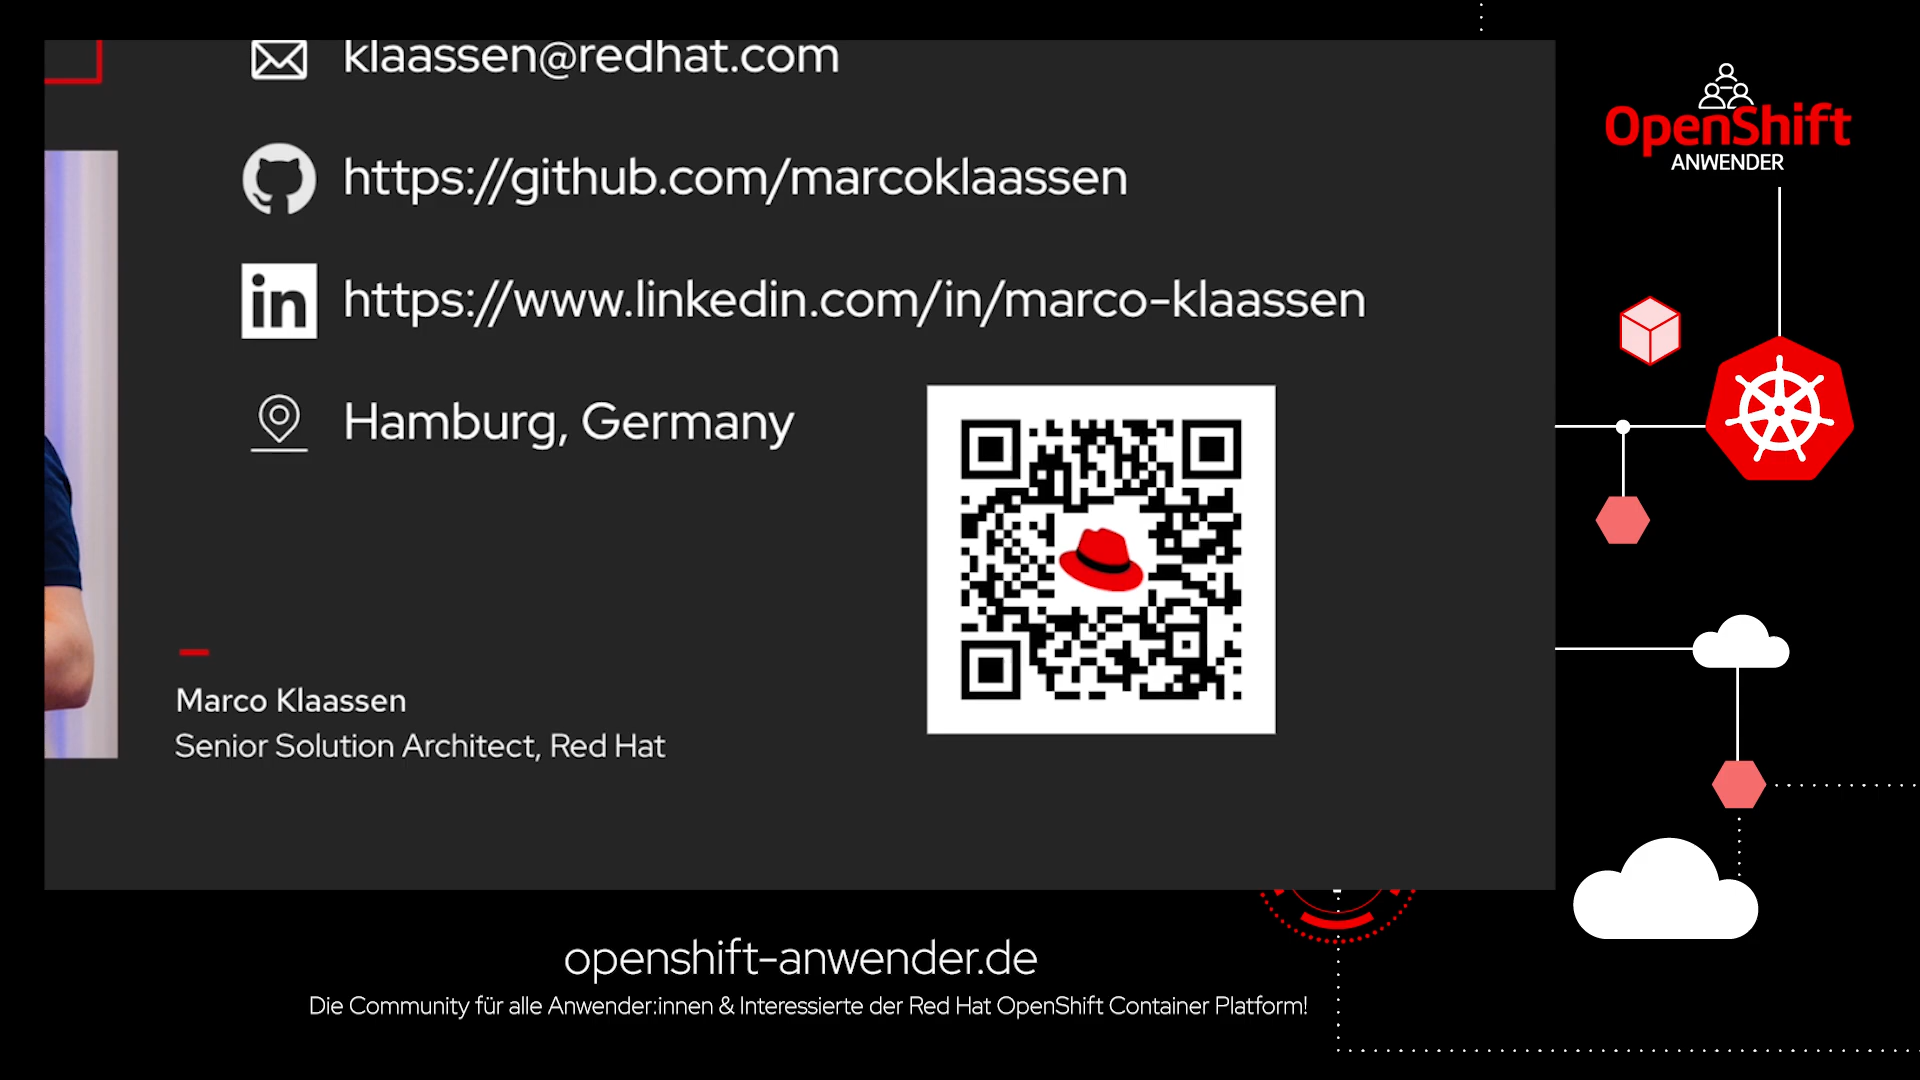 klaassen@redhat.com
https://github.com/marcoklaassen
in https://www.linkedin.com/in/marco-klaassen
Hamburg, Germany
Marco Klaassen
Senior Solution Architect, Red Hat
OpenShift
ANWENDER
openshift-anwender.de
Die Community für alle Anwender:innen & Interessierte der Red Hat OpenShift Container Platform!